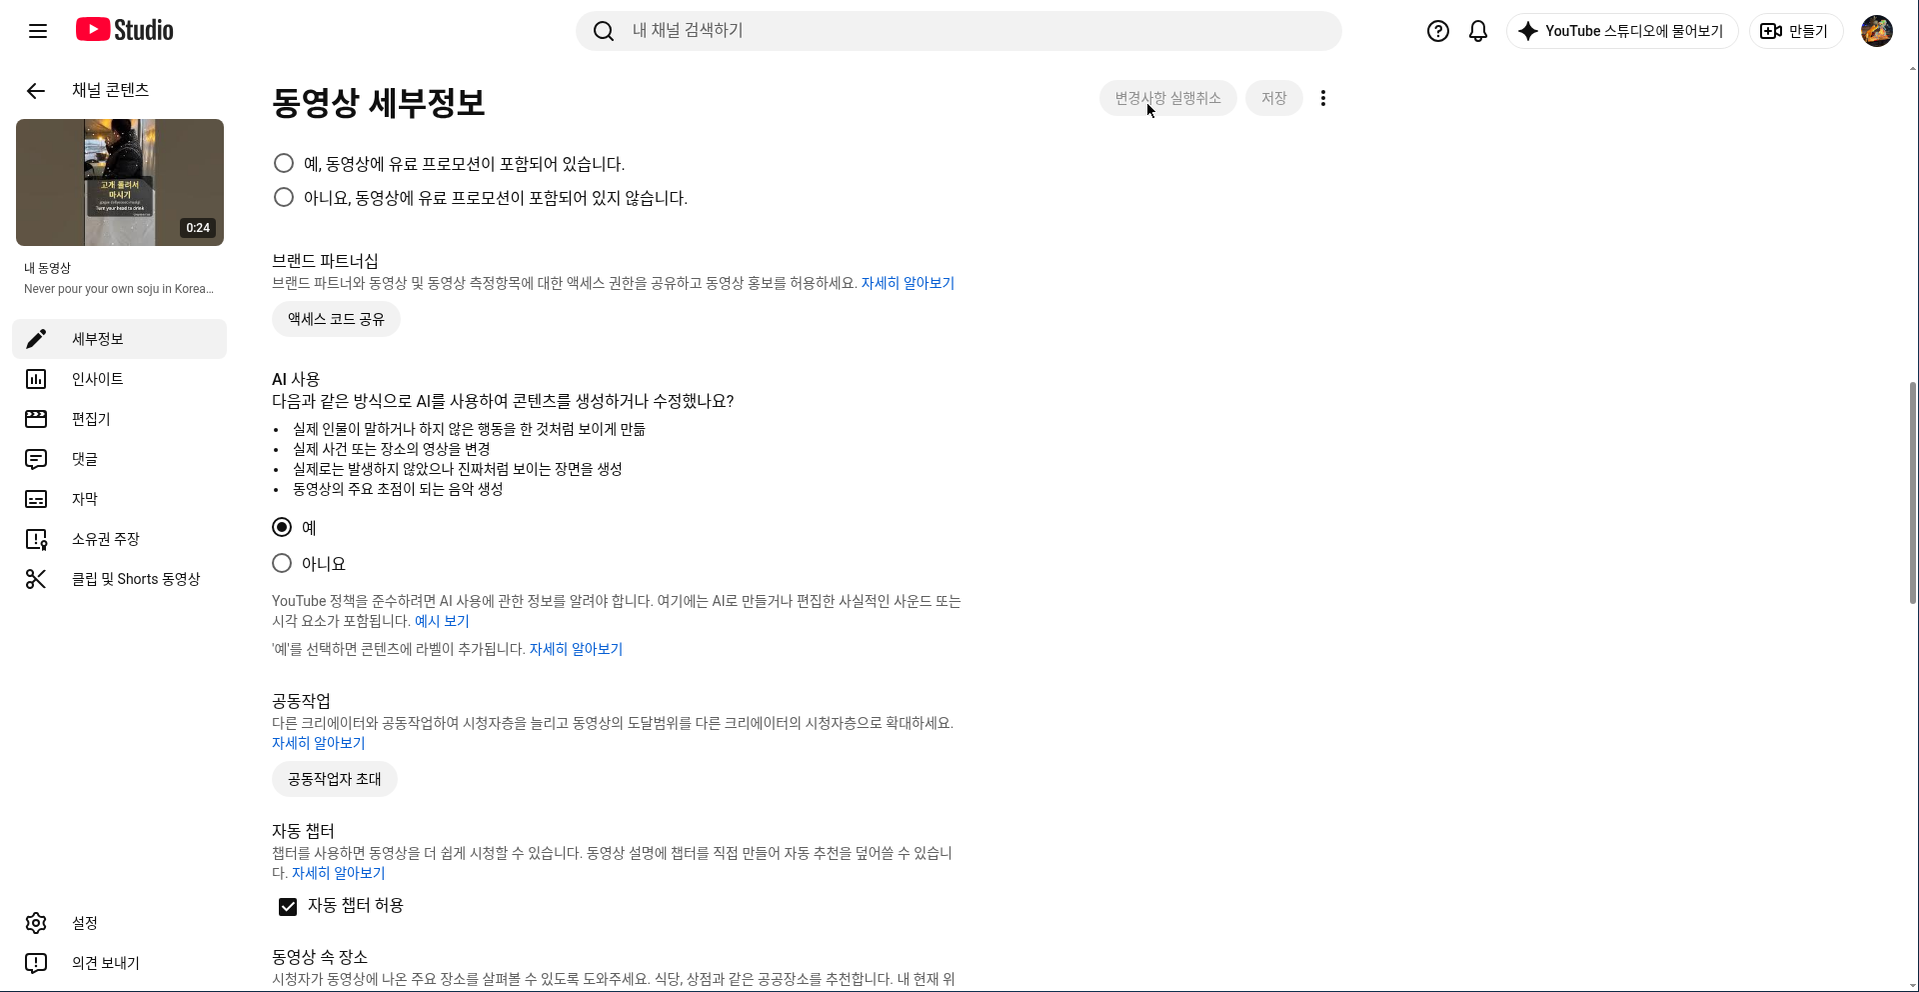 Studio
내 채널 검색하기
YouTube 스튜디오에 물어보기
만들기
채널 콘텐츠
고개 돌려서
마시기
Turn your head to drink
0:24
내 동영상
Never pour your own soju in Korea...
세부정보
인사이트
편집기
댓글
자막
소유권 주장
클립 및 Shorts 동영상
설정
의견 보내기
동영상 세부정보
변경사항 실행취소
저장
예, 동영상에 유료 프로모션이 포함되어 있습니다.
아니요, 동영상에 유료 프로모션이 포함되어 있지 않습니다.
브랜드 파트너십
브랜드 파트너와 동영상 및 동영상 측정항목에 대한 액세스 권한을 공유하고 동영상 홍보를 허용하세요. 자세히 알아보기
액세스 코드 공유
AI 사용
다음과 같은 방식으로 AI를 사용하여 콘텐츠를 생성하거나 수정했나요?
• 실제 인물이 말하거나 하지 않은 행동을 한 것처럼 보이게 만듦
• 실제 사건 또는 장소의 영상을 변경
• 실제로는 발생하지 않았으나 진짜처럼 보이는 장면을 생성
• 동영상의 주요 초점이 되는 음악 생성
예
아니요
YouTube 정책을 준수하려면 AI 사용에 관한 정보를 알려야 합니다. 여기에는 AI로 만들거나 편집한 사실적인 사운드 또는
시각 요소가 포함됩니다. 예시 보기
'예'를 선택하면 콘텐츠에 라벨이 추가됩니다. 자세히 알아보기
공동작업
다른 크리에이터와 공동작업하여 시청자층을 늘리고 동영상의 도달범위를 다른 크리에이터의 시청자층으로 확대하세요.
자세히 알아보기
공동작업자 초대
자동 챕터
챕터를 사용하면 동영상을 더 쉽게 시청할 수 있습니다. 동영상 설명에 챕터를 직접 만들어 자동 추천을 덮어쓸 수 있습니
다. 자세히 알아보기
자동 챕터 허용
동영상 속 장소
시청자가 동영상에 나온 주요 장소를 살펴볼 수 있도록 도와주세요. 식당, 상점과 같은 공공장소를 추천합니다. 내 현재 위